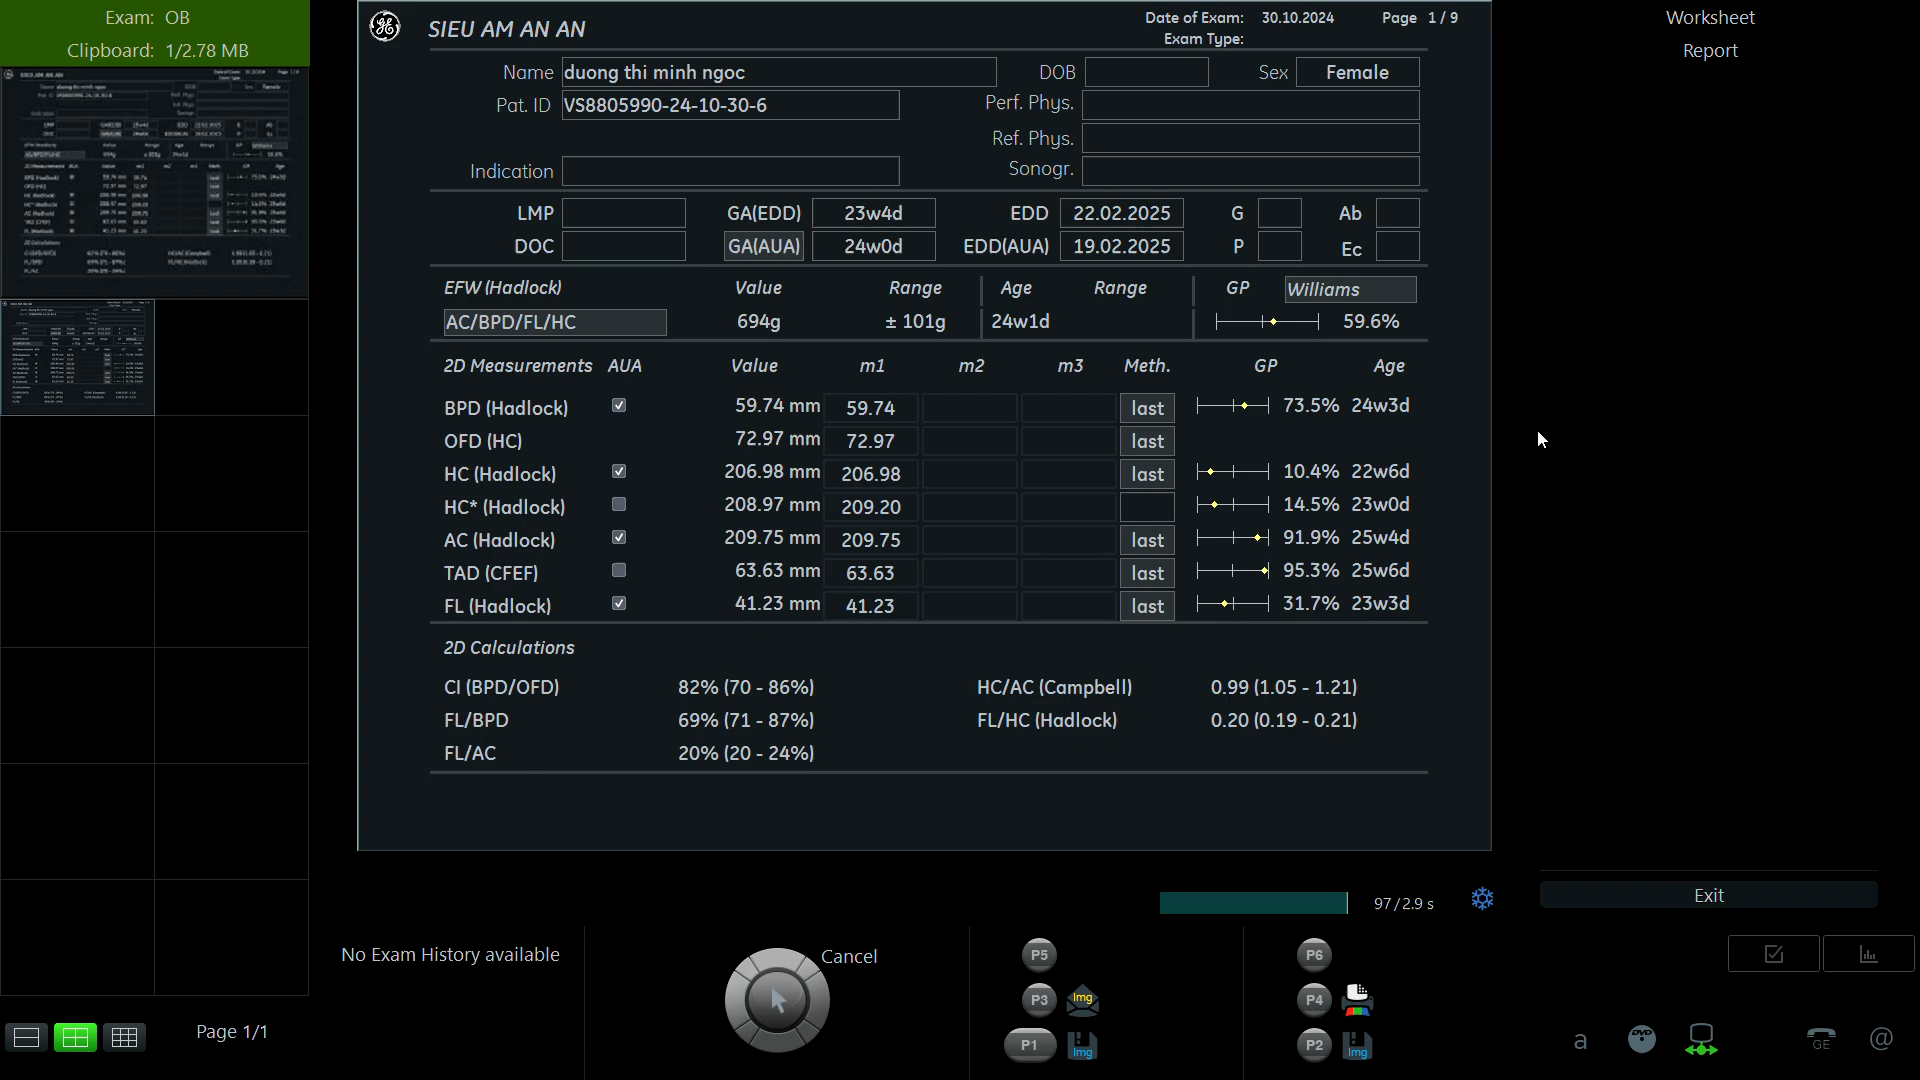 Exam: OB
Clipboard: 1/2.78 MB
SIEU AM AN AN
Date of Exam: 30.10.2024 Page 1 / 9
Exam Type:
Worksheet
Report
Name duong thi minh ngoc DOB Sex Female
Pat. ID VS8805990-24-10-30-6 Perf. Phys.
Ref. Phys.
Indication Sonogr.
LMP GA(EDD) 23w4d EDD 22.02.2025 G Ab
DOC GA(AUA) 24w0d EDD(AUA) 19.02.2025 P Ec
EFW (Hadlock) Value Range Age Range GP Williams
AC/BPD/FL/HC 694g ± 101g 24w1d 59.6%
2D Measurements AUA Value m1 m2 m3 Meth. GP Age
BPD (Hadlock) 59.74 mm 59.74 last 73.5% 24w3d
OFD (HC) 72.97 mm 72.97 last
HC (Hadlock) 206.98 mm 206.98 last 10.4% 22w6d
HC* (Hadlock) 208.97 mm 209.20 14.5% 23w0d
AC (Hadlock) 209.75 mm 209.75 last 91.9% 25w4d
TAD (CFEF) 63.63 mm 63.63 last 95.3% 25w6d
FL (Hadlock) 41.23 mm 41.23 last 31.7% 23w3d
2D Calculations
CI (BPD/OFD) 82% (70 - 86%) HC/AC (Campbell) 0.99 (1.05 - 1.21)
FL/BPD 69% (71 - 87%) FL/HC (Hadlock) 0.20 (0.19 - 0.21)
FL/AC 20% (20 - 24%)
97 / 2.9 s
Exit
No Exam History available
Cancel
P5 P6
P3 Img P4
P1 Img P2 Img
Page 1/1
a DVD GE @